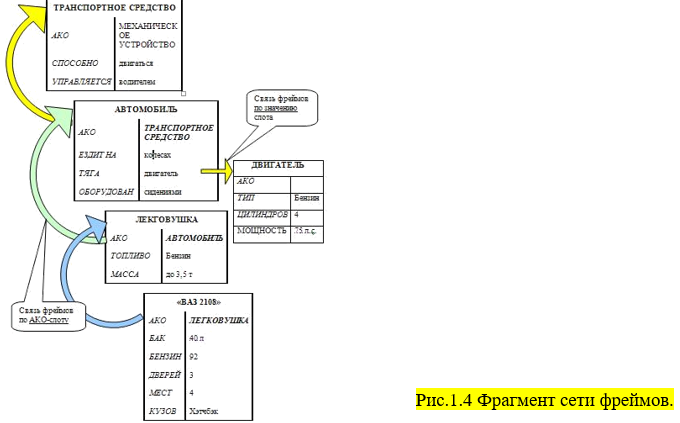 ТРАНСПОРТНОЕ СРЕДСТВО
АКО МЕХАНИЧЕСК
ОЕ
УСТРОЙСТВО
СПОСОБНО двигаться
УПРАВЛЯЕТСЯ водителем
АВТОМОБИЛЬ
АКО ТРАНСПОРТНОЕ
СРЕДСТВО
ЕЗДИТ НА колесах
ТЯГА двигатель
ОБОРУДОВАН сидениями
Связь фреймов
по значению
слота
ДВИГАТЕЛЬ
АКО
ТИП Бензин
ЦИЛИНДРОВ 4
МОЩНОСТЬ 75 л.с.
ЛЕКГОВУШКА
АКО АВТОМОБИЛЬ
ТОПЛИВО Бензин
МАССА до 3,5 т
Связь фреймов
по АКО-слоту
«ВАЗ 2108»
АКО ЛЕГКОВУШКА
БАК 40 л
БЕНЗИН 92
ДВЕРЕЙ 3
МЕСТ 4
КУЗОВ Хэтчбэк
Рис.1.4 Фрагмент сети фреймов.